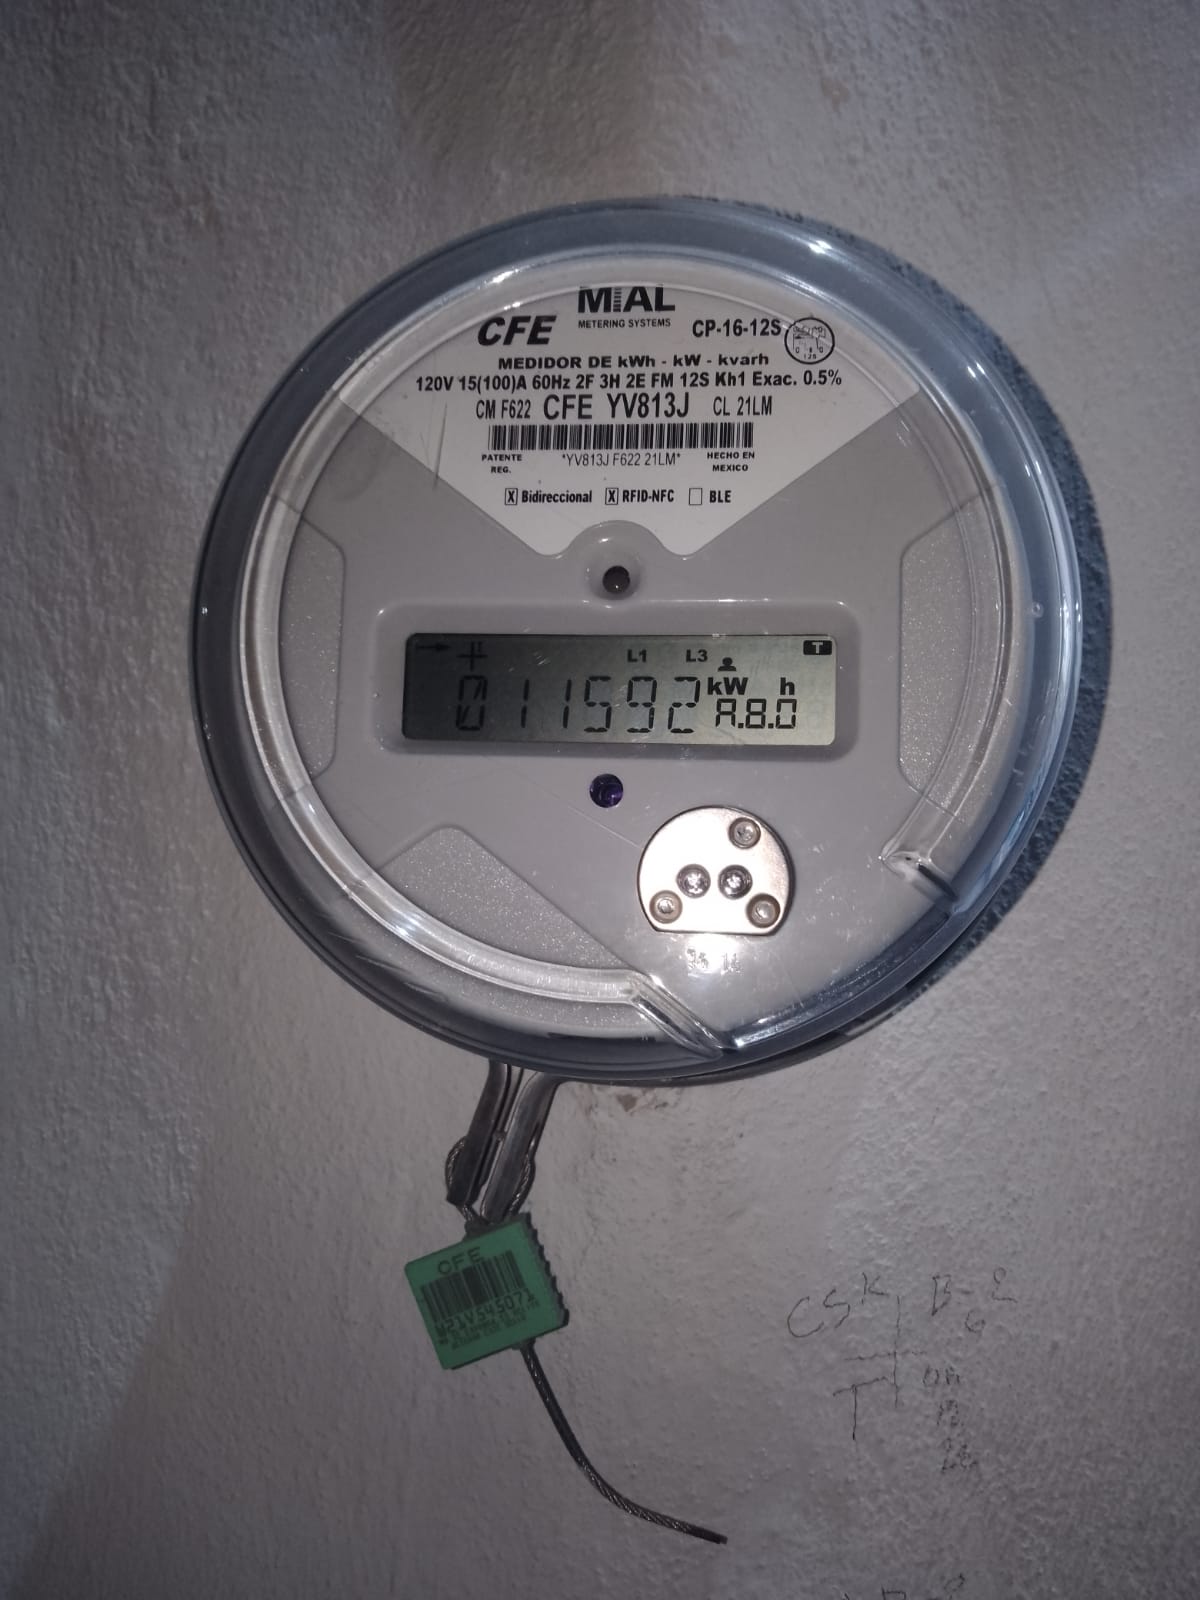 MIAL
METERING SYSTEMS
CFE
CP-16-12S
MEDIDOR DE kWh - kW - kvarh
120V 15(100)A 60Hz 2F 3H 2E FM 12S Kh1 Exac. 0.5%
CM F622 CFE YV813J CL 21LM
PATENTE REG.
*YV813J F622 21LM*
HECHO EN MEXICO
X Bidireccional X RFID-NFC BLE
L1 L3 T
011592 kW h A.8.0
CFE